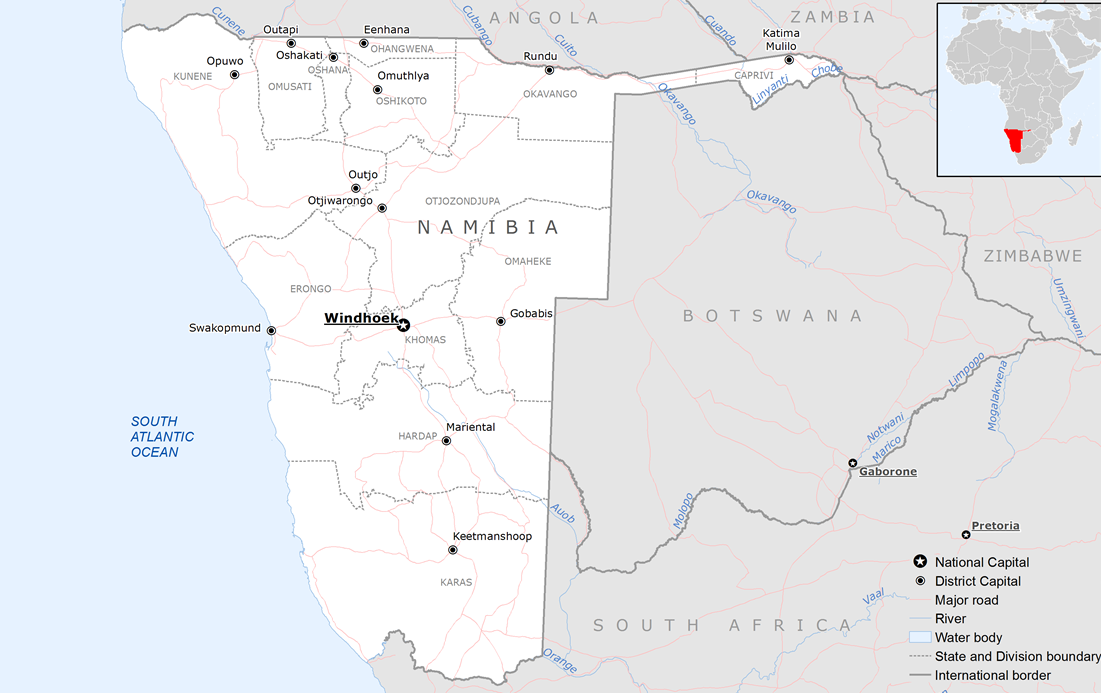 Cunene
Cubango
ANGOLA
Cuito
Cuando
ZAMBIA
Outapi
Eenhana
Oshakati
OHANGWENA
OSHANA
Opuwo
KUNENE
OMUSATI
Omuthlya
OSHIKOTO
Rundu
OKAVANGO
Katima
Mulilo
CAPRIVI
Linyanti
Chobe
Okavango
Okavango
Outjo
Otjiwarongo
OTJOZONDJUPA
NAMIBIA
OMAHEKE
ERONGO
Windhoek
KHOMAS
Gobabis
Swakopmund
BOTSWANA
ZIMBABWE
Umzingwani
SOUTH
ATLANTIC
OCEAN
HARDAP
Mariental
Limpopo
Mogalakwena
Notwani
Marico
Gaborone
Auob
Molopo
Pretoria
Keetmanshoop
KARAS
SOUTH AFRICA
Vaal
Orange
National Capital
District Capital
Major road
River
Water body
State and Division boundary
International border